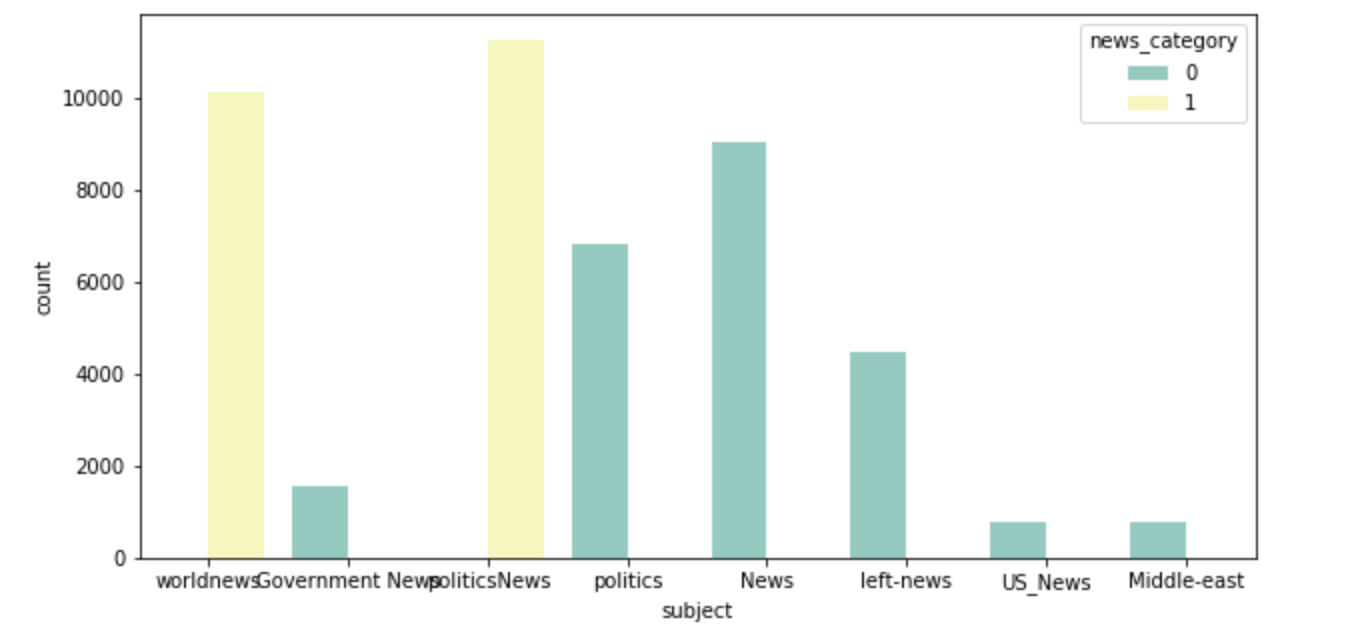 news_category
0
1
10000
8000
6000
4000
2000
0
count
worldnews Government News politicsNews politics News left-news US_News Middle-east
subject